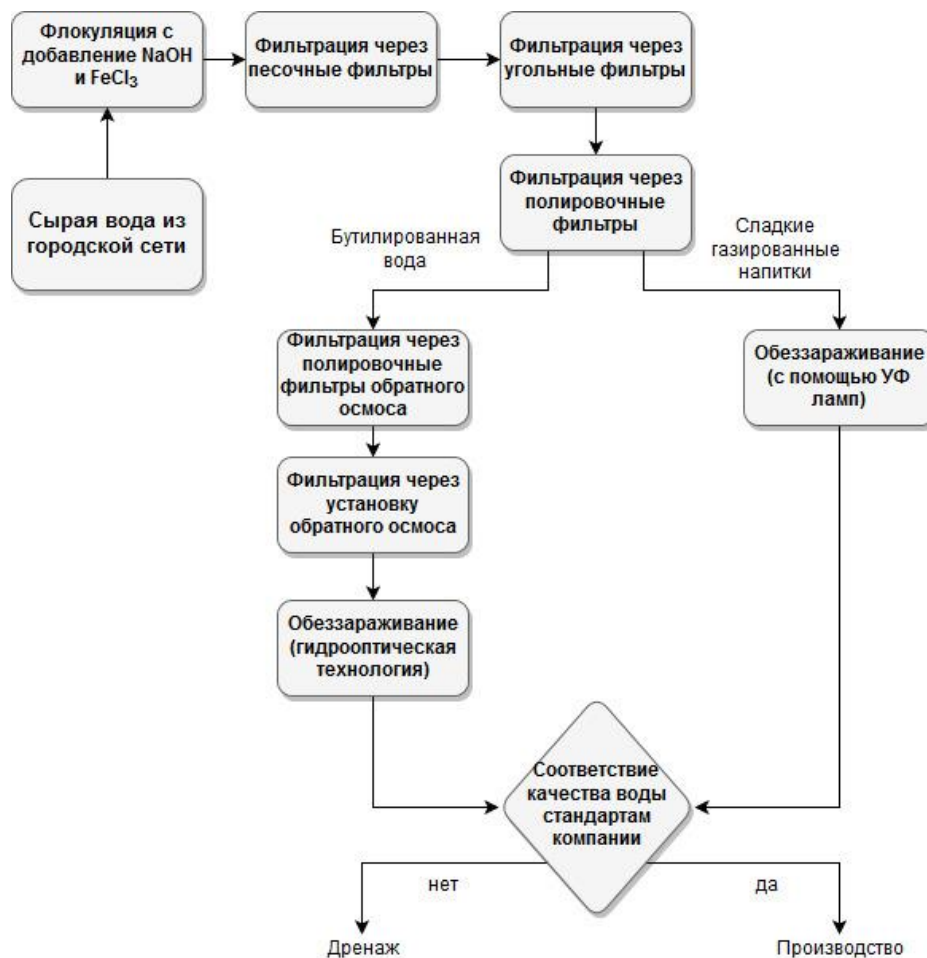 Флокуляция с
добавление NaOH
и FeCl₃
Фильтрация через
песочные фильтры
Фильтрация через
угольные фильтры
Сырая вода из
городской сети
Фильтрация через
полировочные
фильтры
Бутилированная
вода
Сладкие
газированные
напитки
Фильтрация через
полировочные
фильтры обратного
осмоса
Обеззараживание
(с помощью УФ
ламп)
Фильтрация через
установку
обратного осмоса
Обеззараживание
(гидрооптическая
технология)
Соответствие
качества воды
стандартам
компании
нет
да
Дренаж
Производство